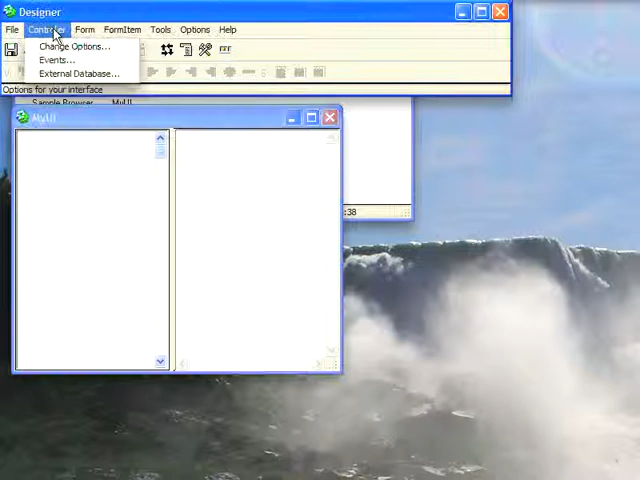 Designer
File Controller Form FormItem Tools Options Help
Change Options...
Events...
External Database...
Options for your interface
Sample Browser MyUI
MyUI
:38